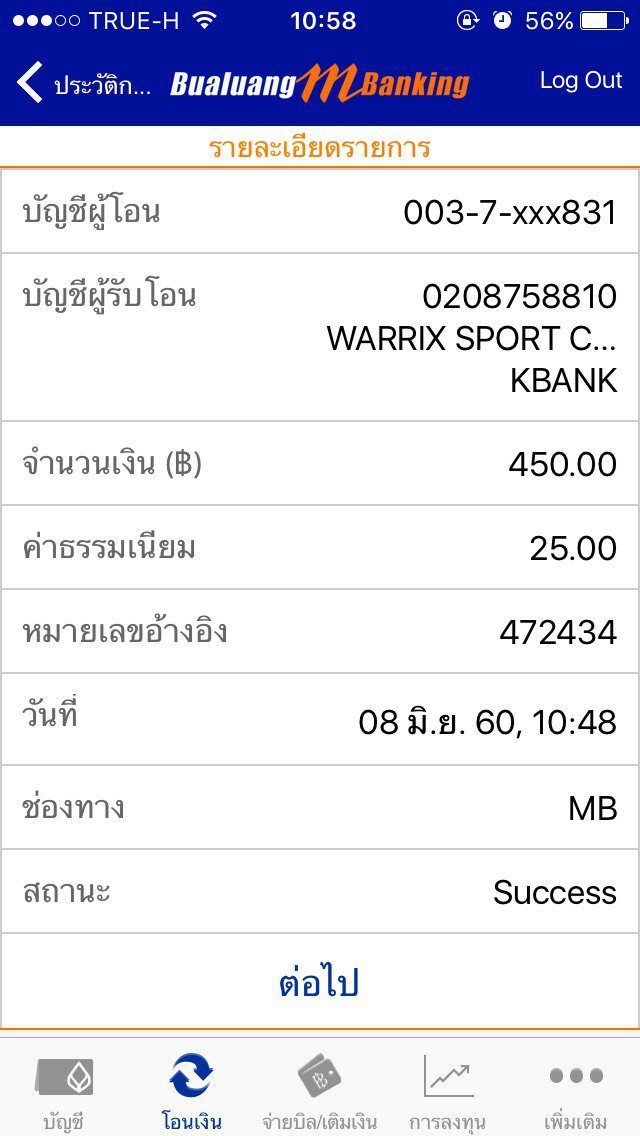 TRUE-H 10:58 56%
ประวัติก... Bualuang mBanking Log Out
รายละเอียดรายการ
บัญชีผู้โอน 003-7-xxx831
บัญชีผู้รับโอน 0208758810
WARRIX SPORT C...
KBANK
จำนวนเงิน (฿) 450.00
ค่าธรรมเนียม 25.00
หมายเลขอ้างอิง 472434
วันที่ 08 มิ.ย. 60, 10:48
ช่องทาง MB
สถานะ Success
ต่อไป
บัญชี โอนเงิน จ่ายบิล/เติมเงิน การลงทุน เพิ่มเติม